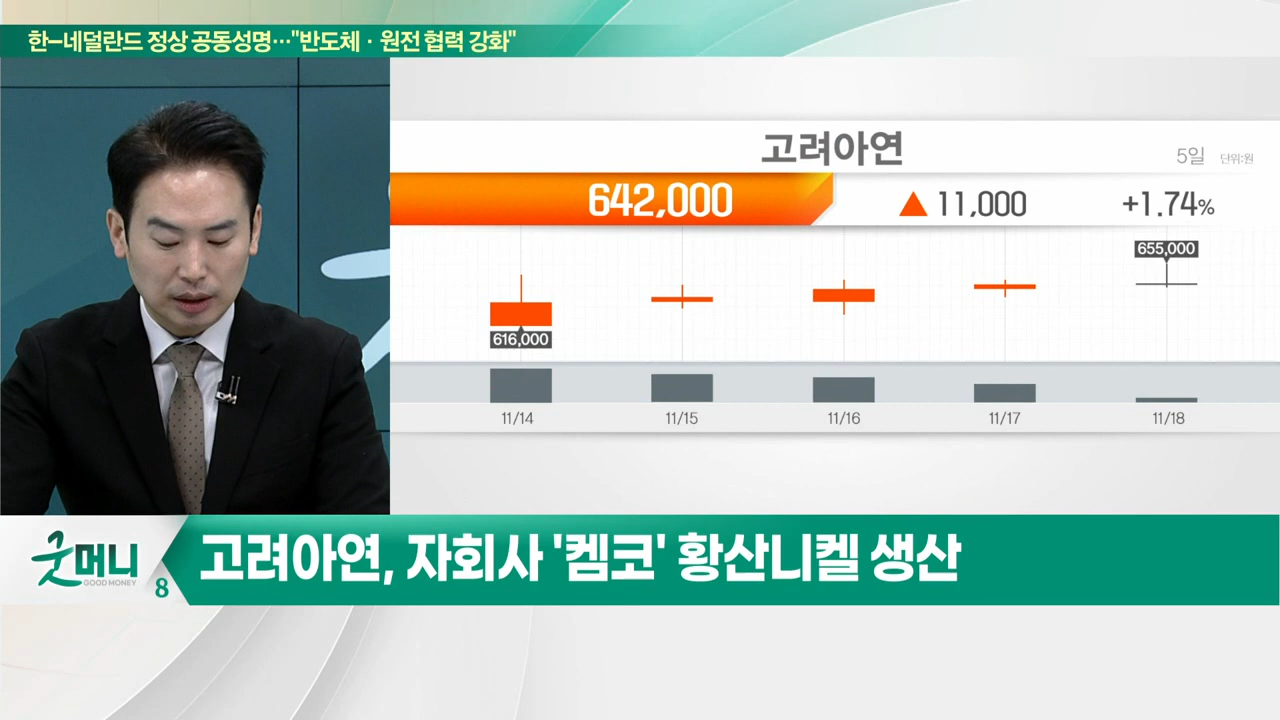 한-네덜란드 정상 공동성명…"반도체 · 원전 협력 강화"
고려아연
5일 단위:원
642,000 ▲ 11,000 +1.74%
655,000
616,000
11/14 11/15 11/16 11/17 11/18
굿머니
GOOD MONEY
8
고려아연, 자회사 '켐코' 황산니켈 생산